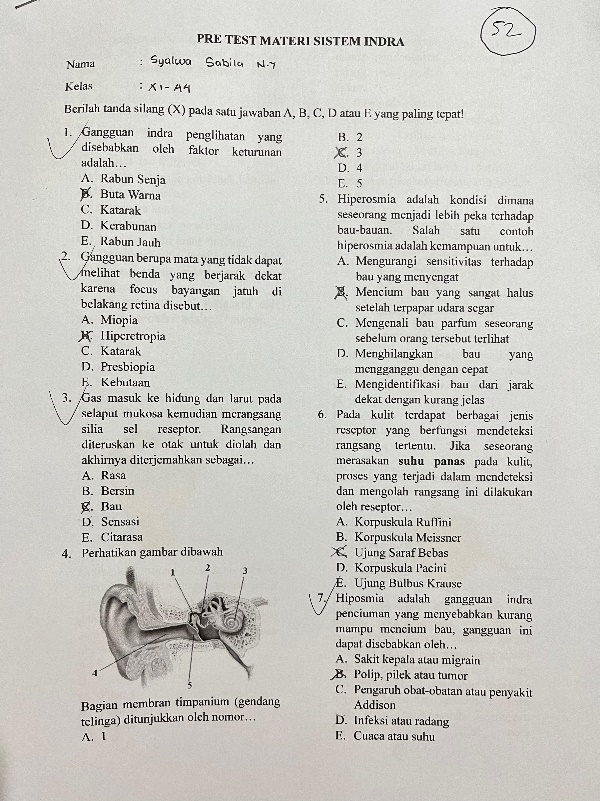 52
PRE TEST MATERI SISTEM INDRA
Nama : Syalwa Sabila N.Y
Kelas : XI-A4
Berilah tanda silang (X) pada satu jawaban A, B, C, D atau E yang paling tepat!
1. Gangguan indra penglihatan yang
disebabkan oleh faktor keturunan
adalah…
A. Rabun Senja
B. Buta Warna
C. Katarak
D. Kerabunan
E. Rabun Jauh
2. Gangguan berupa mata yang tidak dapat
melihat benda yang berjarak dekat
karena focus bayangan jatuh di
belakang retina disebut…
A. Miopia
B. Hiperetropia
C. Katarak
D. Presbiopia
E. Kebutaan
3. Gas masuk ke hidung dan larut pada
selaput mukosa kemudian merangsang
silia sel reseptor. Rangsangan
diteruskan ke otak untuk diolah dan
akhirnya diterjemahkan sebagai…
A. Rasa
B. Bersin
C. Bau
D. Sensasi
E. Citarasa
4. Perhatikan gambar dibawah
1 2 3
4
5
Bagian membran timpanium (gendang
telinga) ditunjukkan oleh nomor…
A. 1
B. 2
C. 3
D. 4
E. 5
5. Hiperosmia adalah kondisi dimana
seseorang menjadi lebih peka terhadap
bau-bauan. Salah satu contoh
hiperosmia adalah kemampuan untuk…
A. Mengurangi sensitivitas terhadap
bau yang menyengat
B. Mencium bau yang sangat halus
setelah terpapar udara segar
C. Mengenali bau parfum seseorang
sebelum orang tersebut terlihat
D. Menghilangkan bau yang
mengganggu dengan cepat
E. Mengidentifikasi bau dari jarak
dekat dengan kurang jelas
6. Pada kulit terdapat berbagai jenis
reseptor yang berfungsi mendeteksi
rangsang tertentu. Jika seseorang
merasakan suhu panas pada kulit,
proses yang terjadi dalam mendeteksi
dan mengolah rangsang ini dilakukan
oleh reseptor…
A. Korpuskula Ruffini
B. Korpuskula Meissner
C. Ujung Saraf Bebas
D. Korpuskula Pacini
E. Ujung Bulbus Krause
7. Hiposmia adalah gangguan indra
penciuman yang menyebabkan kurang
mampu mencium bau, gangguan ini
dapat disebabkan oleh…
A. Sakit kepala atau migrain
B. Polip, pilek atau tumor
C. Pengaruh obat-obatan atau penyakit
Addison
D. Infeksi atau radang
E. Cuaca atau suhu